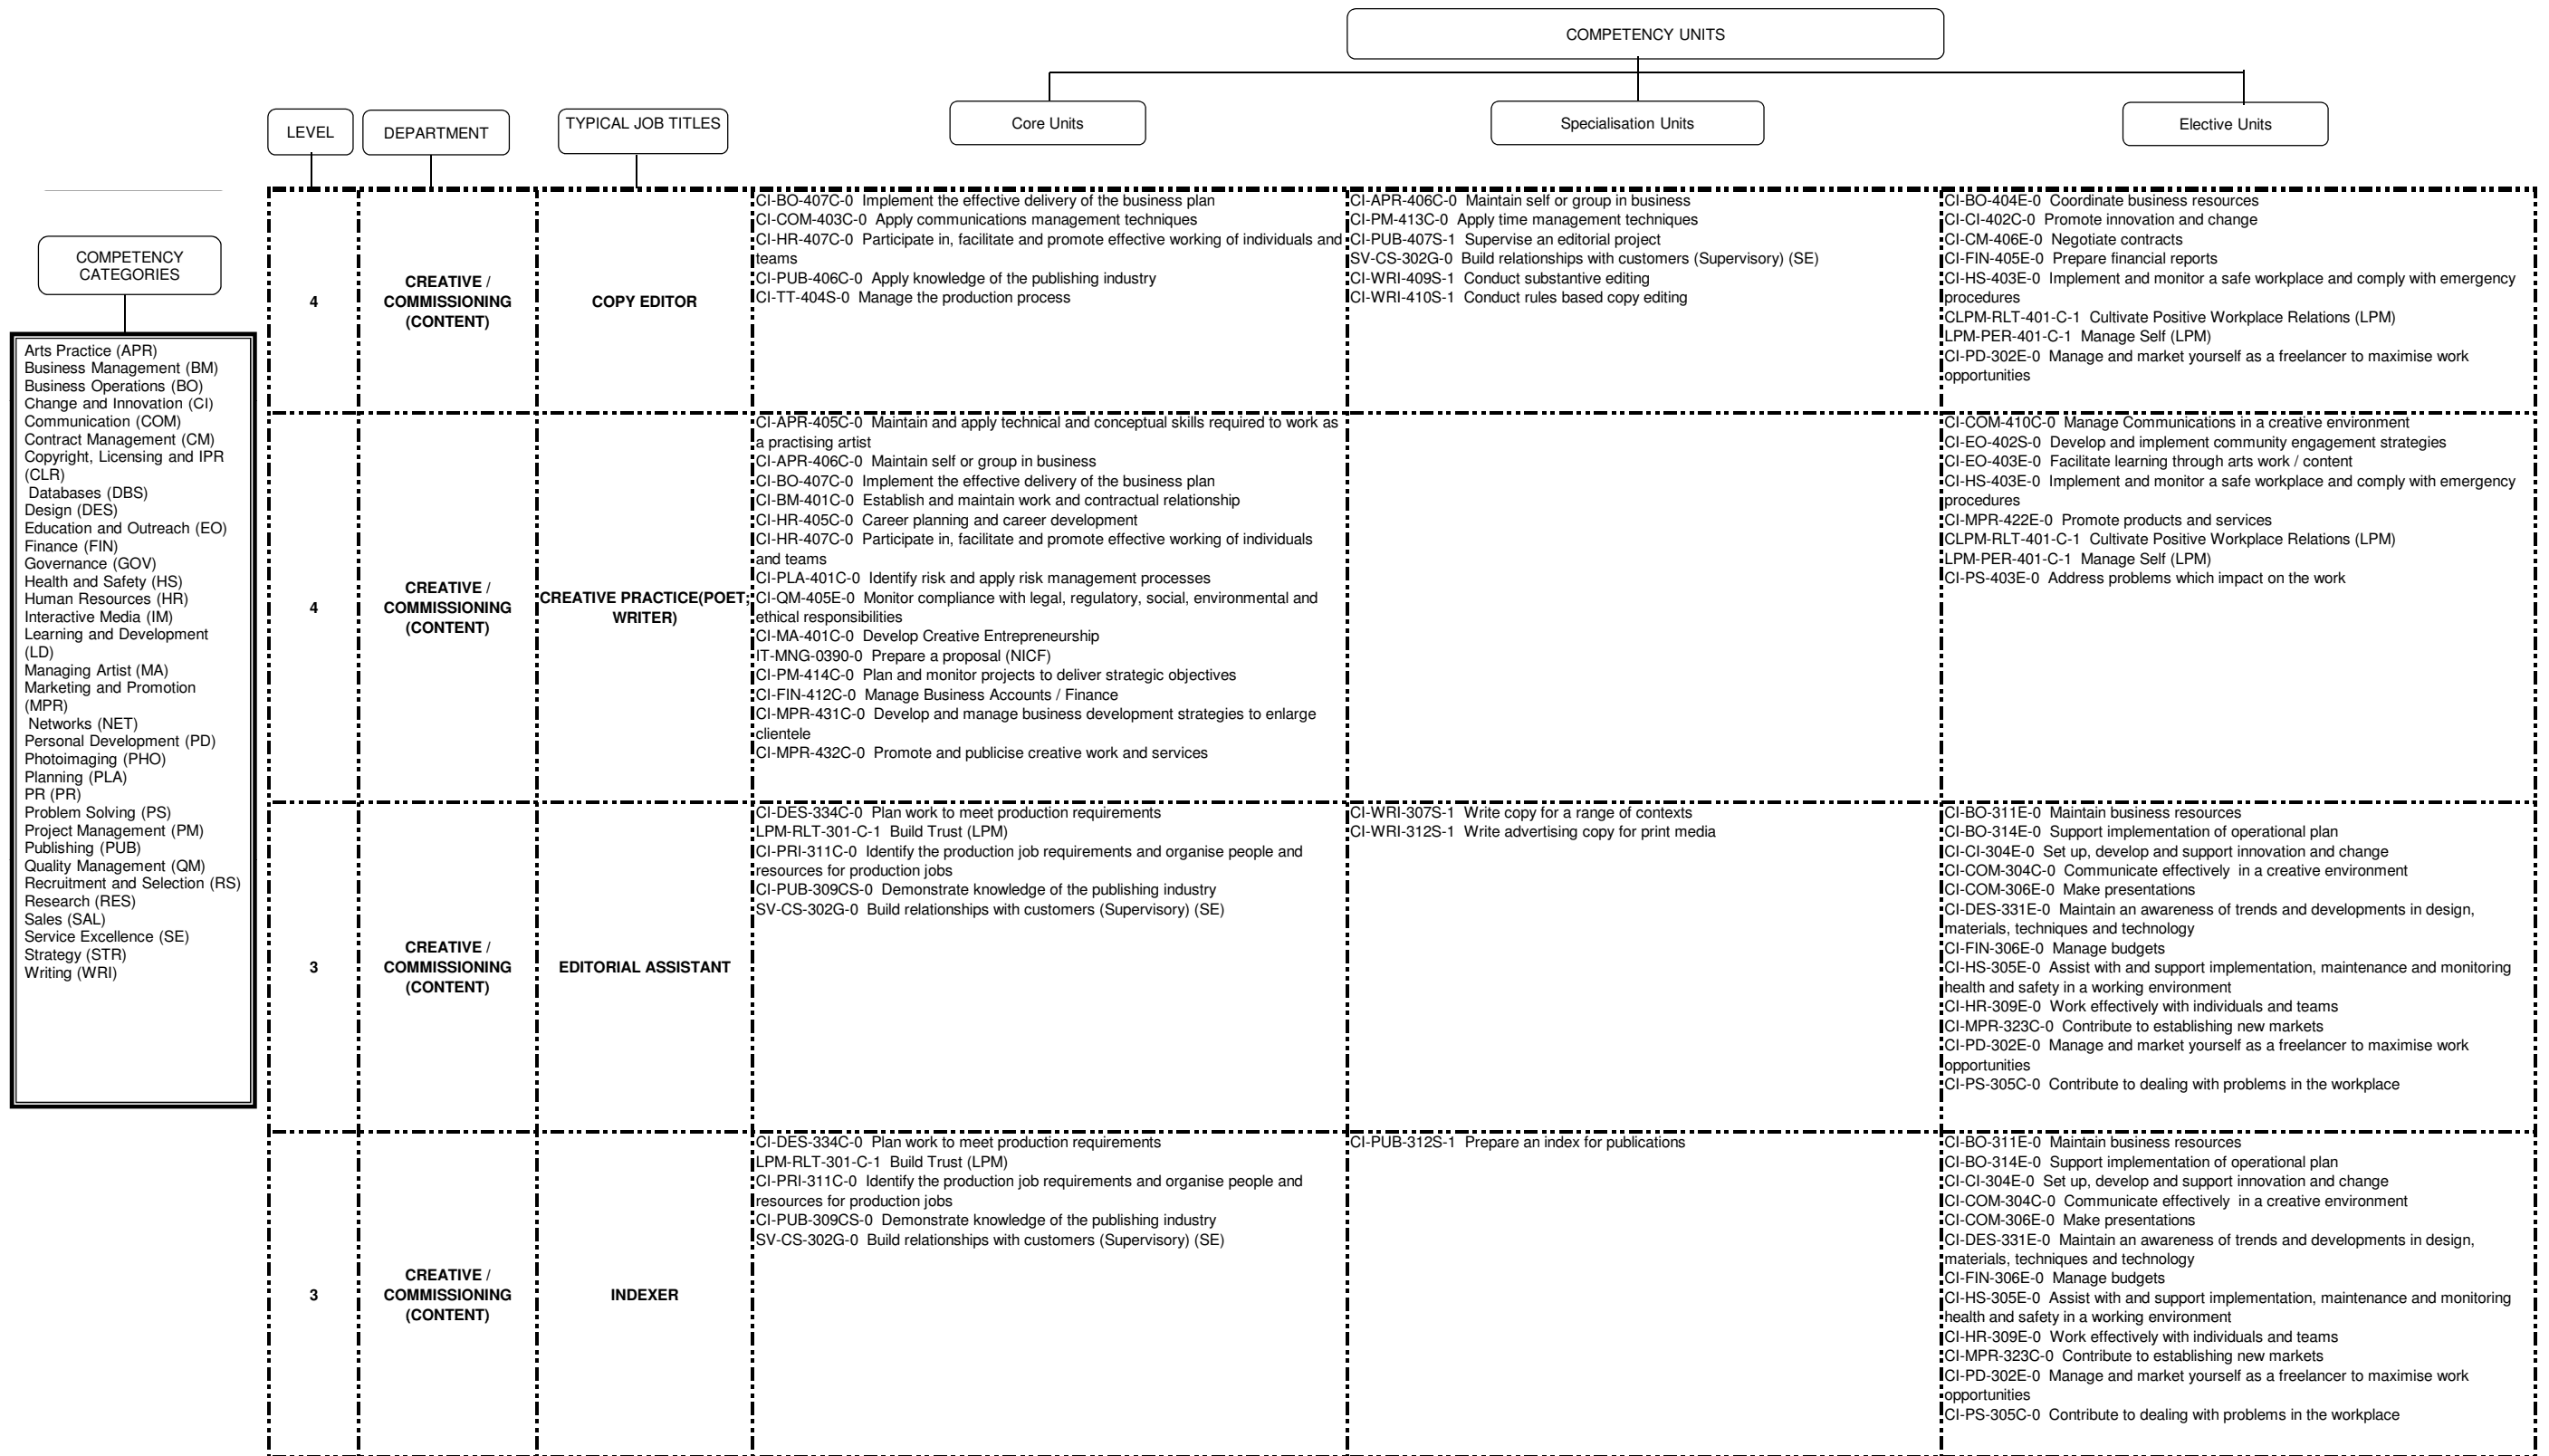 COMPETENCY UNITS
LEVEL
DEPARTMENT
TYPICAL JOB TITLES
Core Units
Specialisation Units
Elective Units
COMPETENCY
CATEGORIES
Arts Practice (APR)
Business Management (BM)
Business Operations (BO)
Change and Innovation (CI)
Communication (COM)
Contract Management (CM)
Copyright, Licensing and IPR
(CLR)
Databases (DBS)
Design (DES)
Education and Outreach (EO)
Finance (FIN)
Governance (GOV)
Health and Safety (HS)
Human Resources (HR)
Interactive Media (IM)
Learning and Development
(LD)
Managing Artist (MA)
Marketing and Promotion
(MPR)
Networks (NET)
Personal Development (PD)
Photoimaging (PHO)
Planning (PLA)
PR (PR)
Problem Solving (PS)
Project Management (PM)
Publishing (PUB)
Quality Management (QM)
Recruitment and Selection (RS)
Research (RES)
Sales (SAL)
Service Excellence (SE)
Strategy (STR)
Writing (WRI)
4
CREATIVE /
COMMISSIONING
(CONTENT)
COPY EDITOR
CI-BO-407C-0 Implement the effective delivery of the business plan
CI-COM-403C-0 Apply communications management techniques
CI-HR-407C-0 Participate in, facilitate and promote effective working of individuals and
teams
CI-PUB-406C-0 Apply knowledge of the publishing industry
CI-TT-404S-0 Manage the production process
CI-APR-406C-0 Maintain self or group in business
CI-PM-413C-0 Apply time management techniques
CI-PUB-407S-1 Supervise an editorial project
SV-CS-302G-0 Build relationships with customers (Supervisory) (SE)
CI-WRI-409S-1 Conduct substantive editing
CI-WRI-410S-1 Conduct rules based copy editing
CI-BO-404E-0 Coordinate business resources
CI-CI-402C-0 Promote innovation and change
CI-CM-406E-0 Negotiate contracts
CI-FIN-405E-0 Prepare financial reports
CI-HS-403E-0 Implement and monitor a safe workplace and comply with emergency
procedures
CLPM-RLT-401-C-1 Cultivate Positive Workplace Relations (LPM)
LPM-PER-401-C-1 Manage Self (LPM)
CI-PD-302E-0 Manage and market yourself as a freelancer to maximise work
opportunities
4
CREATIVE /
COMMISSIONING
(CONTENT)
CREATIVE PRACTICE(POET;
WRITER)
CI-APR-405C-0 Maintain and apply technical and conceptual skills required to work as
a practising artist
CI-APR-406C-0 Maintain self or group in business
CI-BO-407C-0 Implement the effective delivery of the business plan
CI-BM-401C-0 Establish and maintain work and contractual relationship
CI-HR-405C-0 Career planning and career development
CI-HR-407C-0 Participate in, facilitate and promote effective working of individuals
and teams
CI-PLA-401C-0 Identify risk and apply risk management processes
CI-QM-405E-0 Monitor compliance with legal, regulatory, social, environmental and
ethical responsibilities
CI-MA-401C-0 Develop Creative Entrepreneurship
IT-MNG-0390-0 Prepare a proposal (NICF)
CI-PM-414C-0 Plan and monitor projects to deliver strategic objectives
CI-FIN-412C-0 Manage Business Accounts / Finance
CI-MPR-431C-0 Develop and manage business development strategies to enlarge
clientele
CI-MPR-432C-0 Promote and publicise creative work and services
CI-COM-410C-0 Manage Communications in a creative environment
CI-EO-402S-0 Develop and implement community engagement strategies
CI-EO-403E-0 Facilitate learning through arts work / content
CI-HS-403E-0 Implement and monitor a safe workplace and comply with emergency
procedures
CI-MPR-422E-0 Promote products and services
CLPM-RLT-401-C-1 Cultivate Positive Workplace Relations (LPM)
LPM-PER-401-C-1 Manage Self (LPM)
CI-PS-403E-0 Address problems which impact on the work
3
CREATIVE /
COMMISSIONING
(CONTENT)
EDITORIAL ASSISTANT
CI-DES-334C-0 Plan work to meet production requirements
LPM-RLT-301-C-1 Build Trust (LPM)
CI-PRI-311C-0 Identify the production job requirements and organise people and
resources for production jobs
CI-PUB-309CS-0 Demonstrate knowledge of the publishing industry
SV-CS-302G-0 Build relationships with customers (Supervisory) (SE)
CI-WRI-307S-1 Write copy for a range of contexts
CI-WRI-312S-1 Write advertising copy for print media
CI-BO-311E-0 Maintain business resources
CI-BO-314E-0 Support implementation of operational plan
CI-CI-304E-0 Set up, develop and support innovation and change
CI-COM-304C-0 Communicate effectively in a creative environment
CI-COM-306E-0 Make presentations
CI-DES-331E-0 Maintain an awareness of trends and developments in design,
materials, techniques and technology
CI-FIN-306E-0 Manage budgets
CI-HS-305E-0 Assist with and support implementation, maintenance and monitoring
health and safety in a working environment
CI-HR-309E-0 Work effectively with individuals and teams
CI-MPR-323C-0 Contribute to establishing new markets
CI-PD-302E-0 Manage and market yourself as a freelancer to maximise work
opportunities
CI-PS-305C-0 Contribute to dealing with problems in the workplace
3
CREATIVE /
COMMISSIONING
(CONTENT)
INDEXER
CI-DES-334C-0 Plan work to meet production requirements
LPM-RLT-301-C-1 Build Trust (LPM)
CI-PRI-311C-0 Identify the production job requirements and organise people and
resources for production jobs
CI-PUB-309CS-0 Demonstrate knowledge of the publishing industry
SV-CS-302G-0 Build relationships with customers (Supervisory) (SE)
CI-PUB-312S-1 Prepare an index for publications
CI-BO-311E-0 Maintain business resources
CI-BO-314E-0 Support implementation of operational plan
CI-CI-304E-0 Set up, develop and support innovation and change
CI-COM-304C-0 Communicate effectively in a creative environment
CI-COM-306E-0 Make presentations
CI-DES-331E-0 Maintain an awareness of trends and developments in design,
materials, techniques and technology
CI-FIN-306E-0 Manage budgets
CI-HS-305E-0 Assist with and support implementation, maintenance and monitoring
health and safety in a working environment
CI-HR-309E-0 Work effectively with individuals and teams
CI-MPR-323C-0 Contribute to establishing new markets
CI-PD-302E-0 Manage and market yourself as a freelancer to maximise work
opportunities
CI-PS-305C-0 Contribute to dealing with problems in the workplace